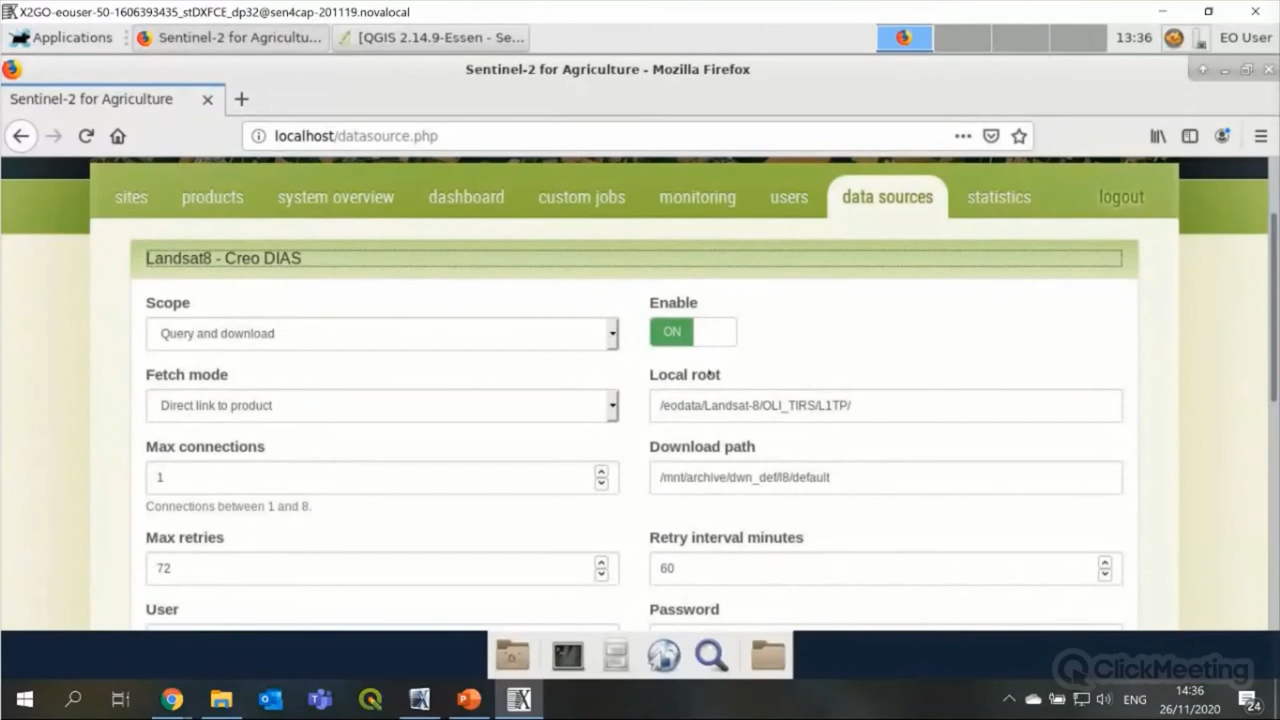 X2GO-eouser-50-1606393435_stDXFCE_dp32@sen4cap-201119.novalocal
Applications
Sentinel-2 for Agricultu...
[QGIS 2.14.9-Essen - Se...
13:36
EO User
Sentinel-2 for Agriculture - Mozilla Firefox
Sentinel-2 for Agriculture
localhost/datasource.php
sites products system overview dashboard custom jobs monitoring users data sources statistics logout
Landsat8 - Creo DIAS
Scope
Enable
Query and download
ON
Fetch mode
Local root
Direct link to product
/eodata/Landsat-8/OLI_TIRS/L1TP/
Max connections
Download path
1
/mnt/archive/dwn_def/l8/default
Connections between 1 and 8.
Max retries
Retry interval minutes
72
60
User
Password
ClickMeeting
ENG
14:36
26/11/2020
24